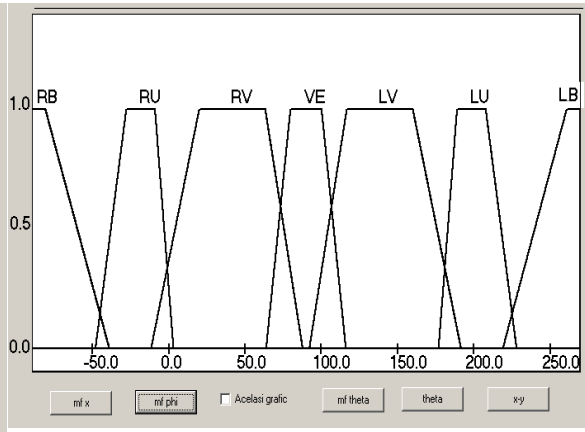 RB RU RV VE LV LU LB
1.0
0.5
0.0
-50.0 0.0 50.0 100.0 150.0 200.0 250.0
mf x mf phi Acelasi grafic mf theta theta x-y